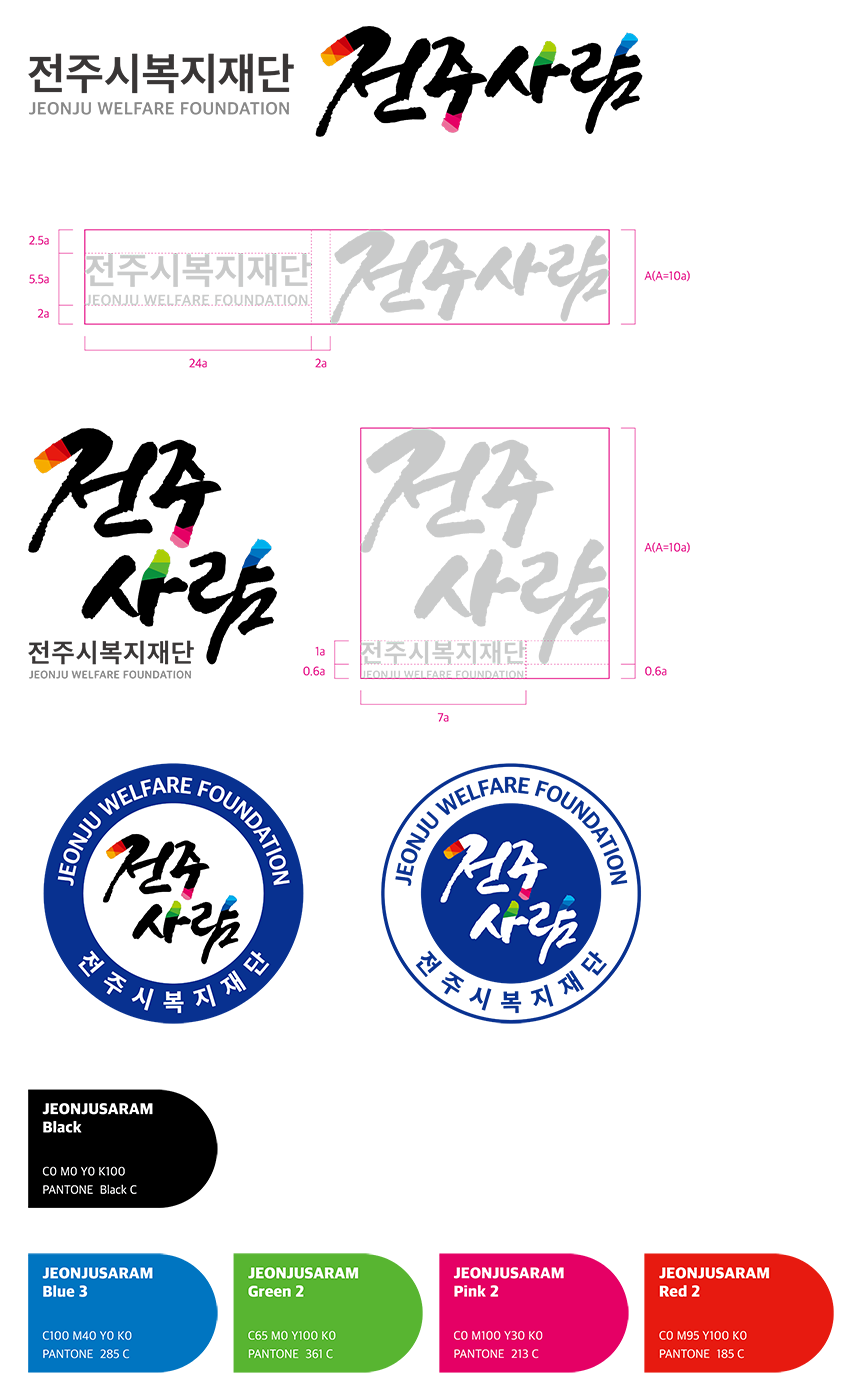 전주시복지재단 전주사람
JEONJU WELFARE FOUNDATION
2.5a
5.5a
2a
전주시복지재단 전주사람
JEONJU WELFARE FOUNDATION
A(A=10a)
24a
2a
전주
사람
전주시복지재단
JEONJU WELFARE FOUNDATION
전주
사람
전주시복지재단
JEONJU WELFARE FOUNDATION
A(A=10a)
1a
0.6a
0.6a
7a
JEONJU WELFARE FOUNDATION
전주
사람
전주시복지재단
JEONJU WELFARE FOUNDATION
전주
사람
전주시복지재단
JEONJUSARAM
Black
C0 M0 Y0 K100
PANTONE Black C
JEONJUSARAM
Blue 3
C100 M40 Y0 K0
PANTONE 285 C
JEONJUSARAM
Green 2
C65 M0 Y100 K0
PANTONE 361 C
JEONJUSARAM
Pink 2
C0 M100 Y30 K0
PANTONE 213 C
JEONJUSARAM
Red 2
C0 M95 Y100 K0
PANTONE 185 C